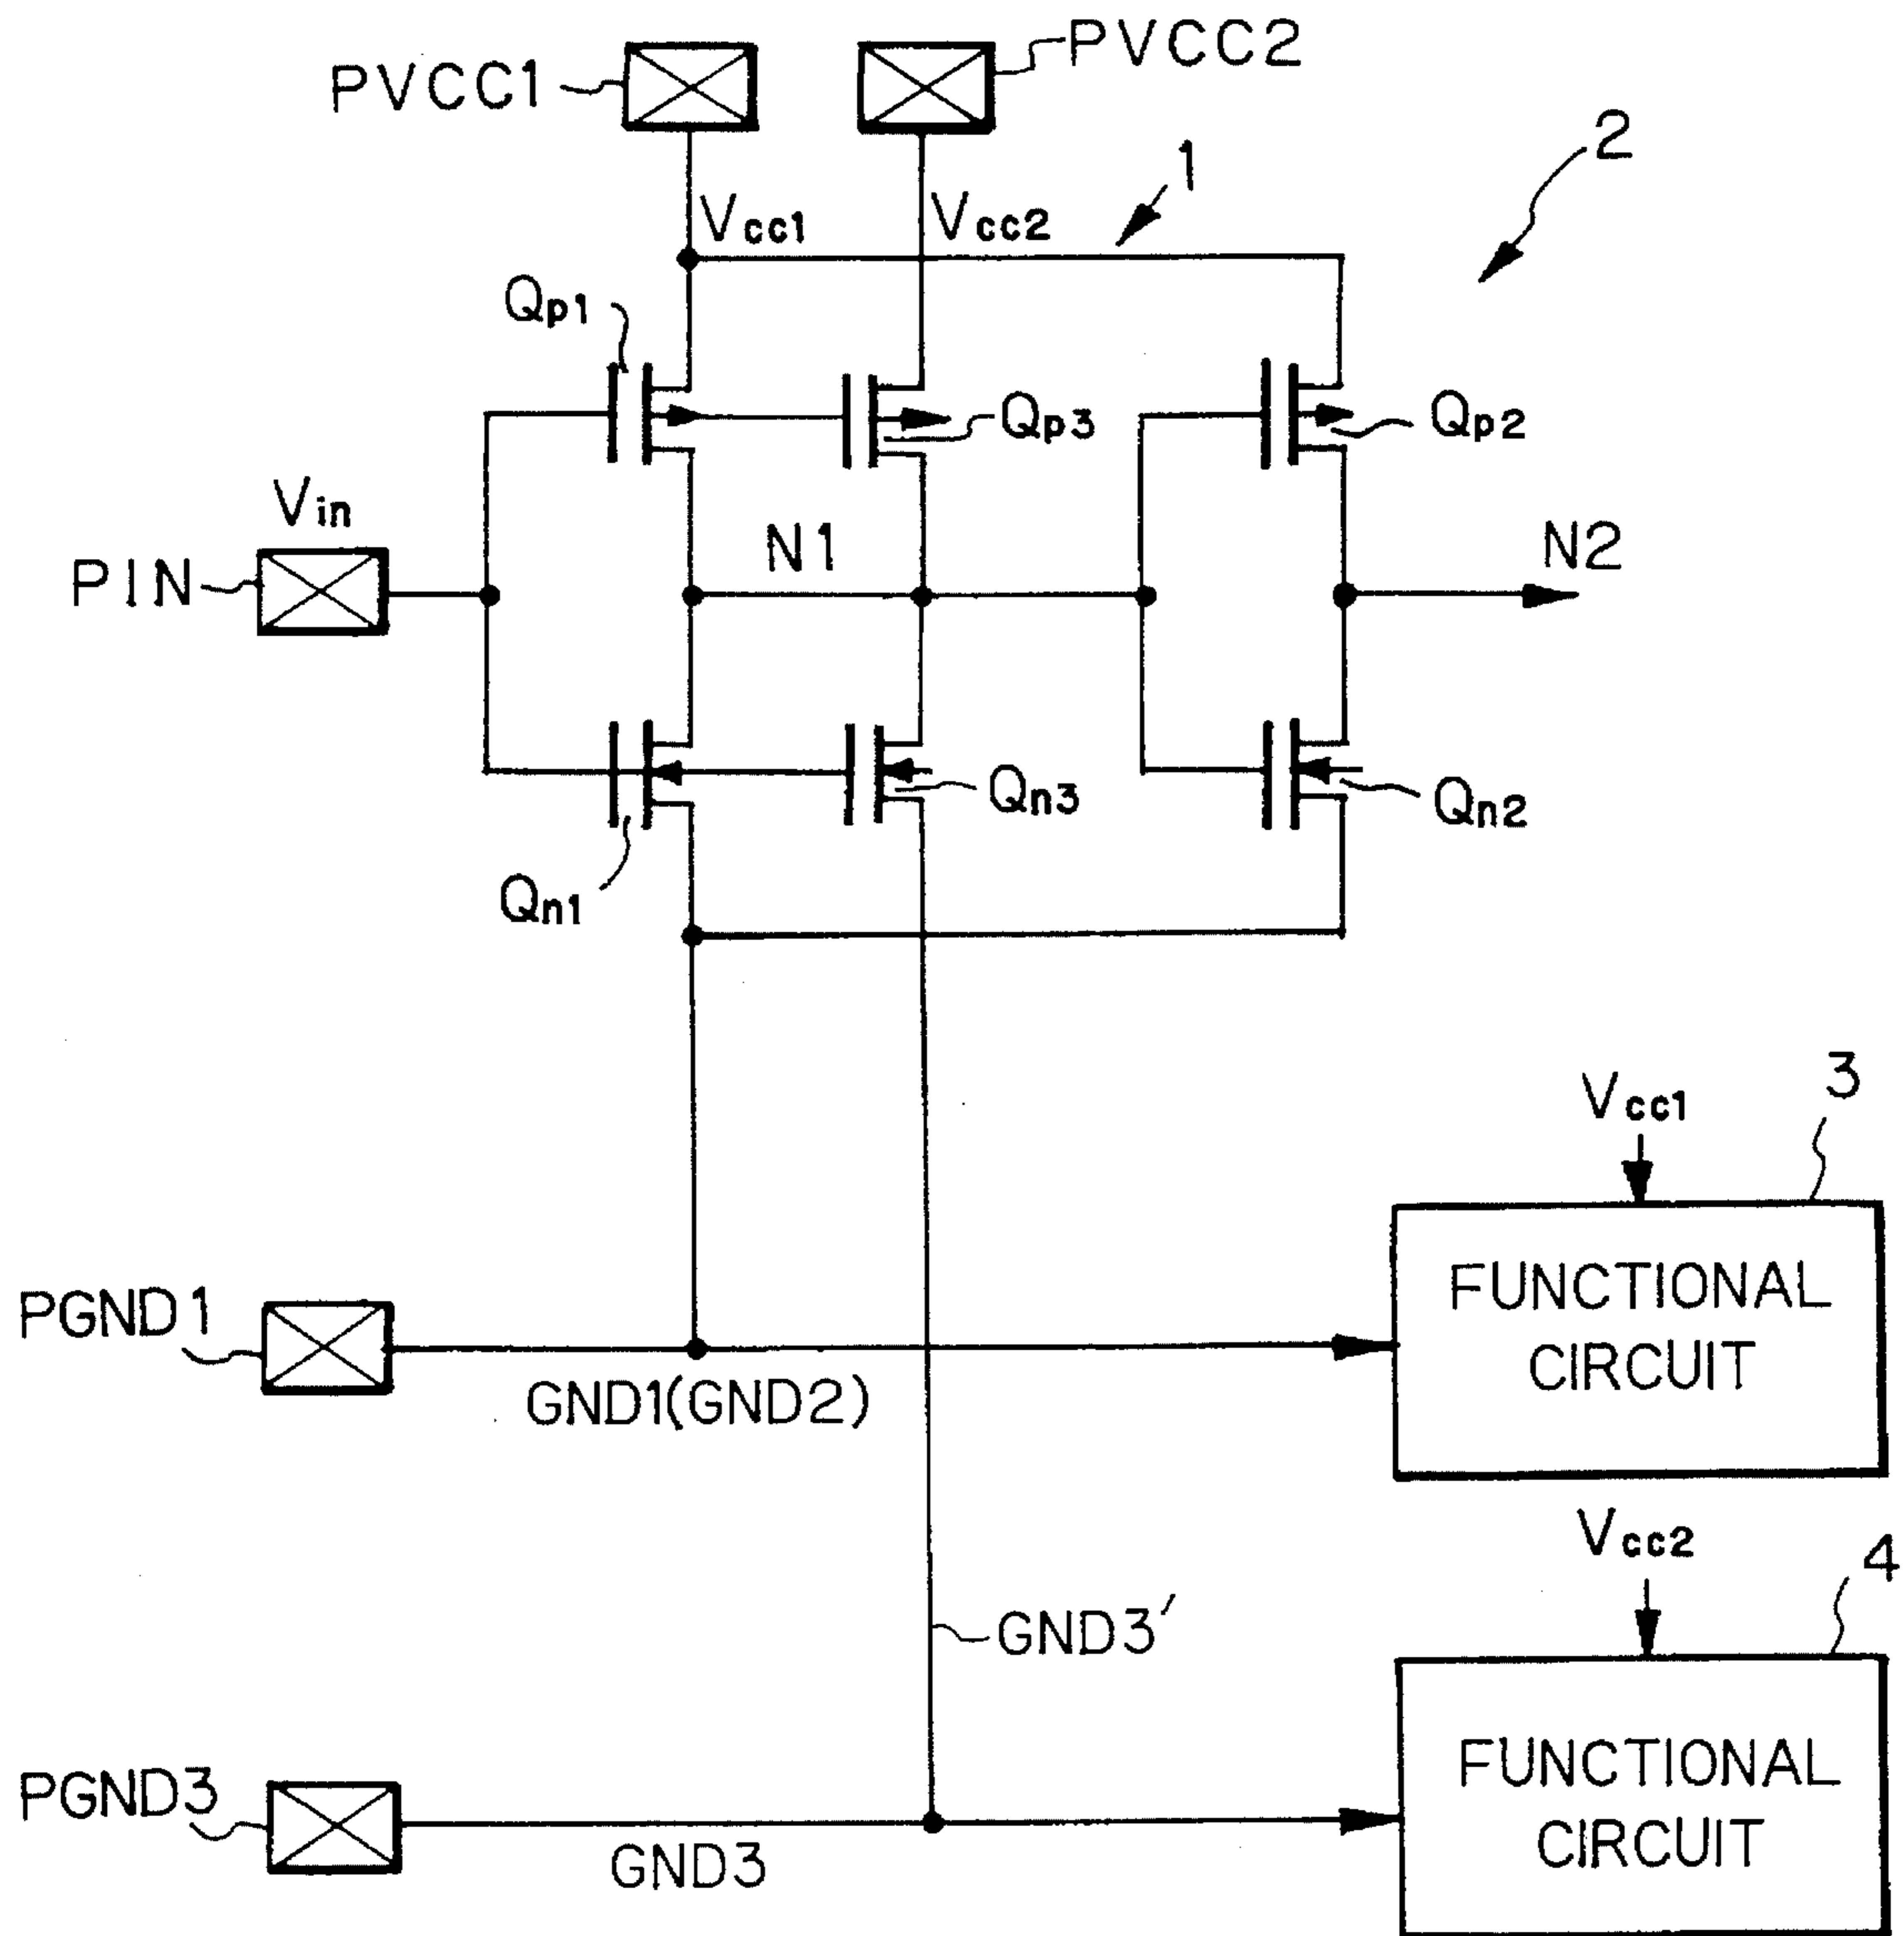 PVCC1
PVCC2
2
1
Vcc1
Vcc2
Qp1
Qp3
Qp2
Vin
PIN
N1
N2
Qn3
Qn2
Qn1
Vcc1
3
FUNCTIONAL
CIRCUIT
PGND1
GND1(GND2)
Vcc2
4
GND3′
FUNCTIONAL
CIRCUIT
PGND3
GND3